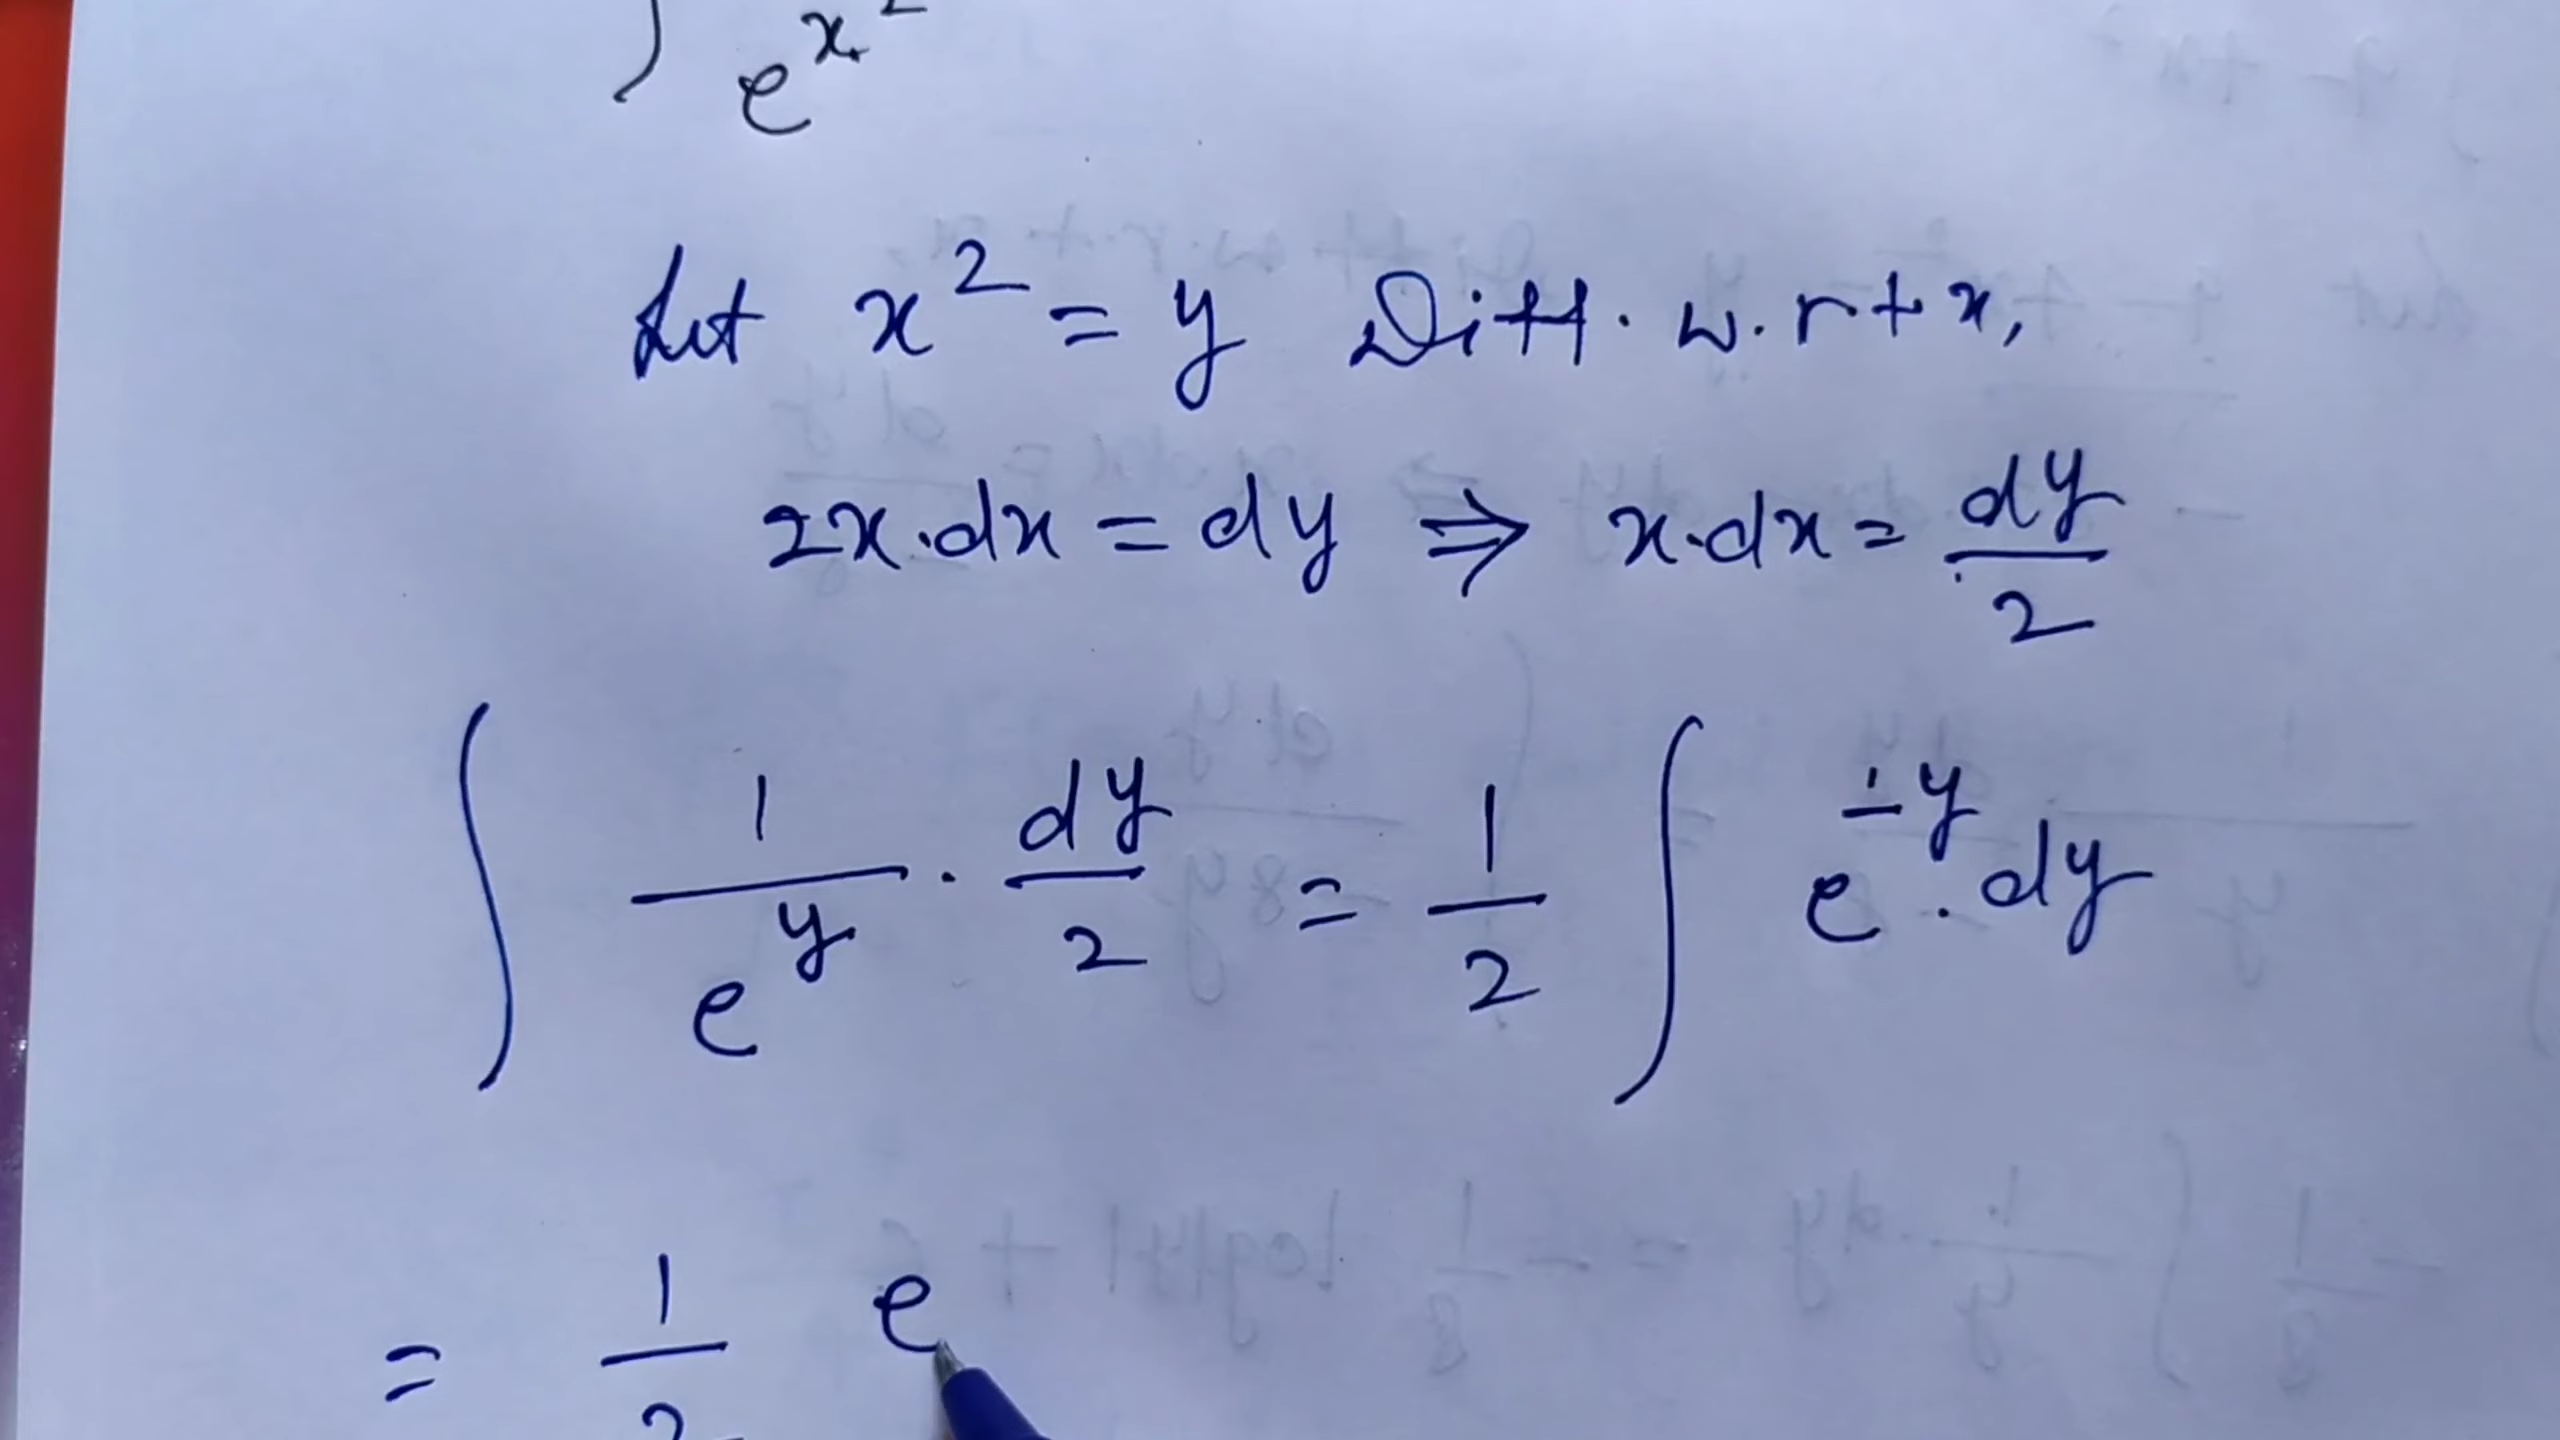 ∫ e^x²
Let x² = y Diff. w.r.t x,
2x.dx = dy ⇒ x.dx = dy/2
∫ 1/e^y . dy/2 = 1/2 ∫ e^-y . dy
= 1/2 e